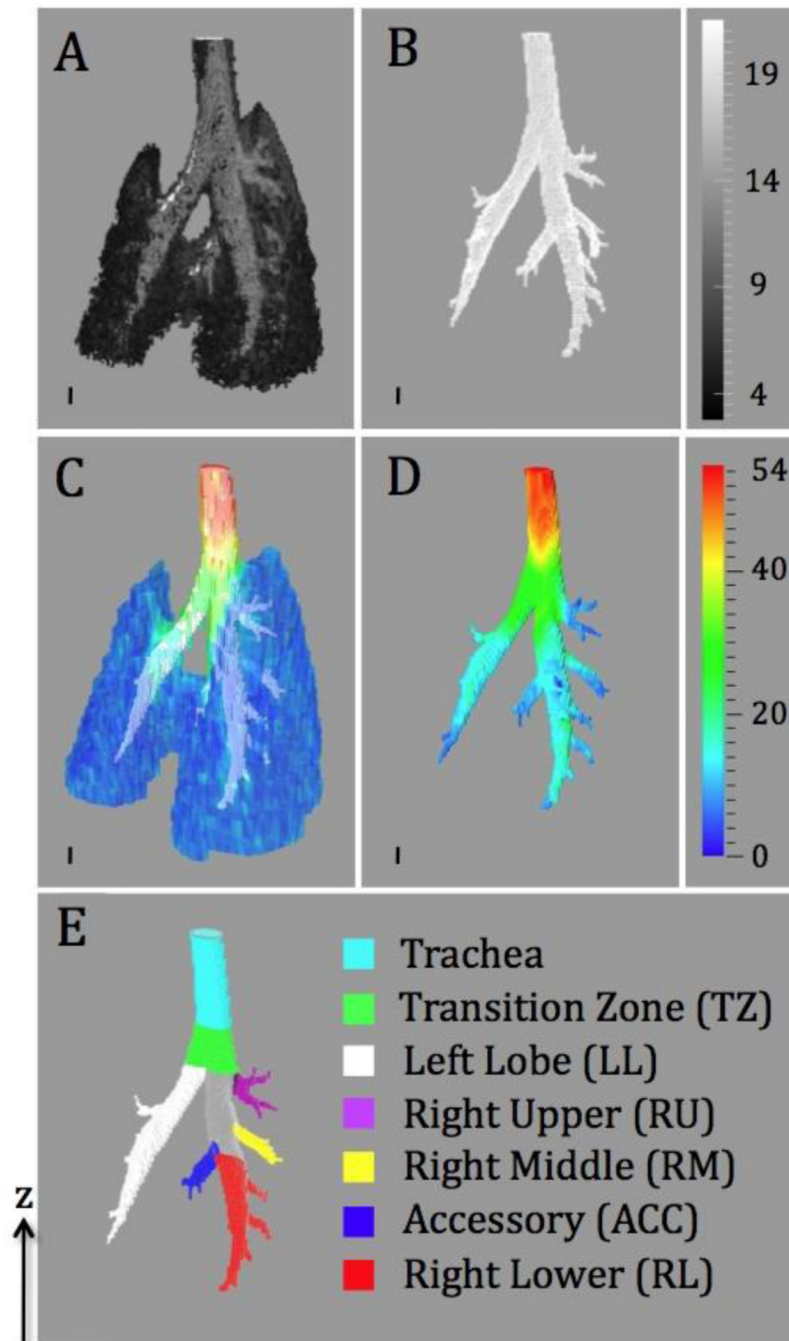 A
B
19
14
9
4
C
D
54
40
20
0
E
Trachea
Transition Zone (TZ)
Left Lobe (LL)
Right Upper (RU)
Right Middle (RM)
Accessory (ACC)
Right Lower (RL)
z